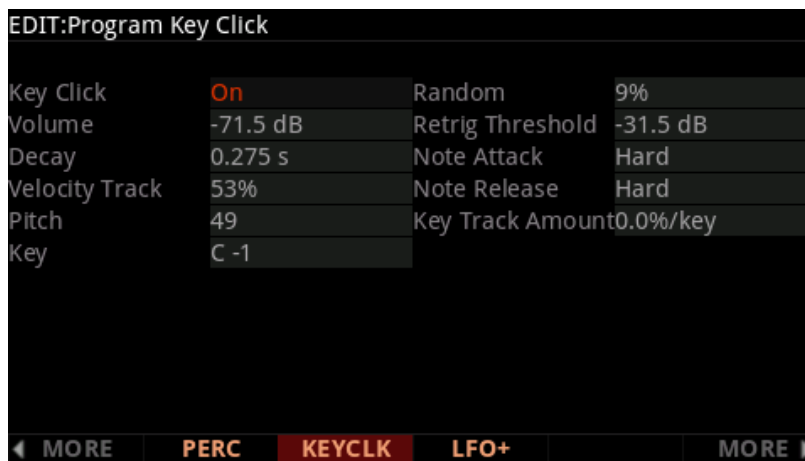 EDIT:Program Key Click
Key Click On Random 9%
Volume -71.5 dB Retrig Threshold -31.5 dB
Decay 0.275 s Note Attack Hard
Velocity Track 53% Note Release Hard
Pitch 49 Key Track Amount 0.0%/key
Key C -1
MORE PERC KEYCLK LFO+ MORE